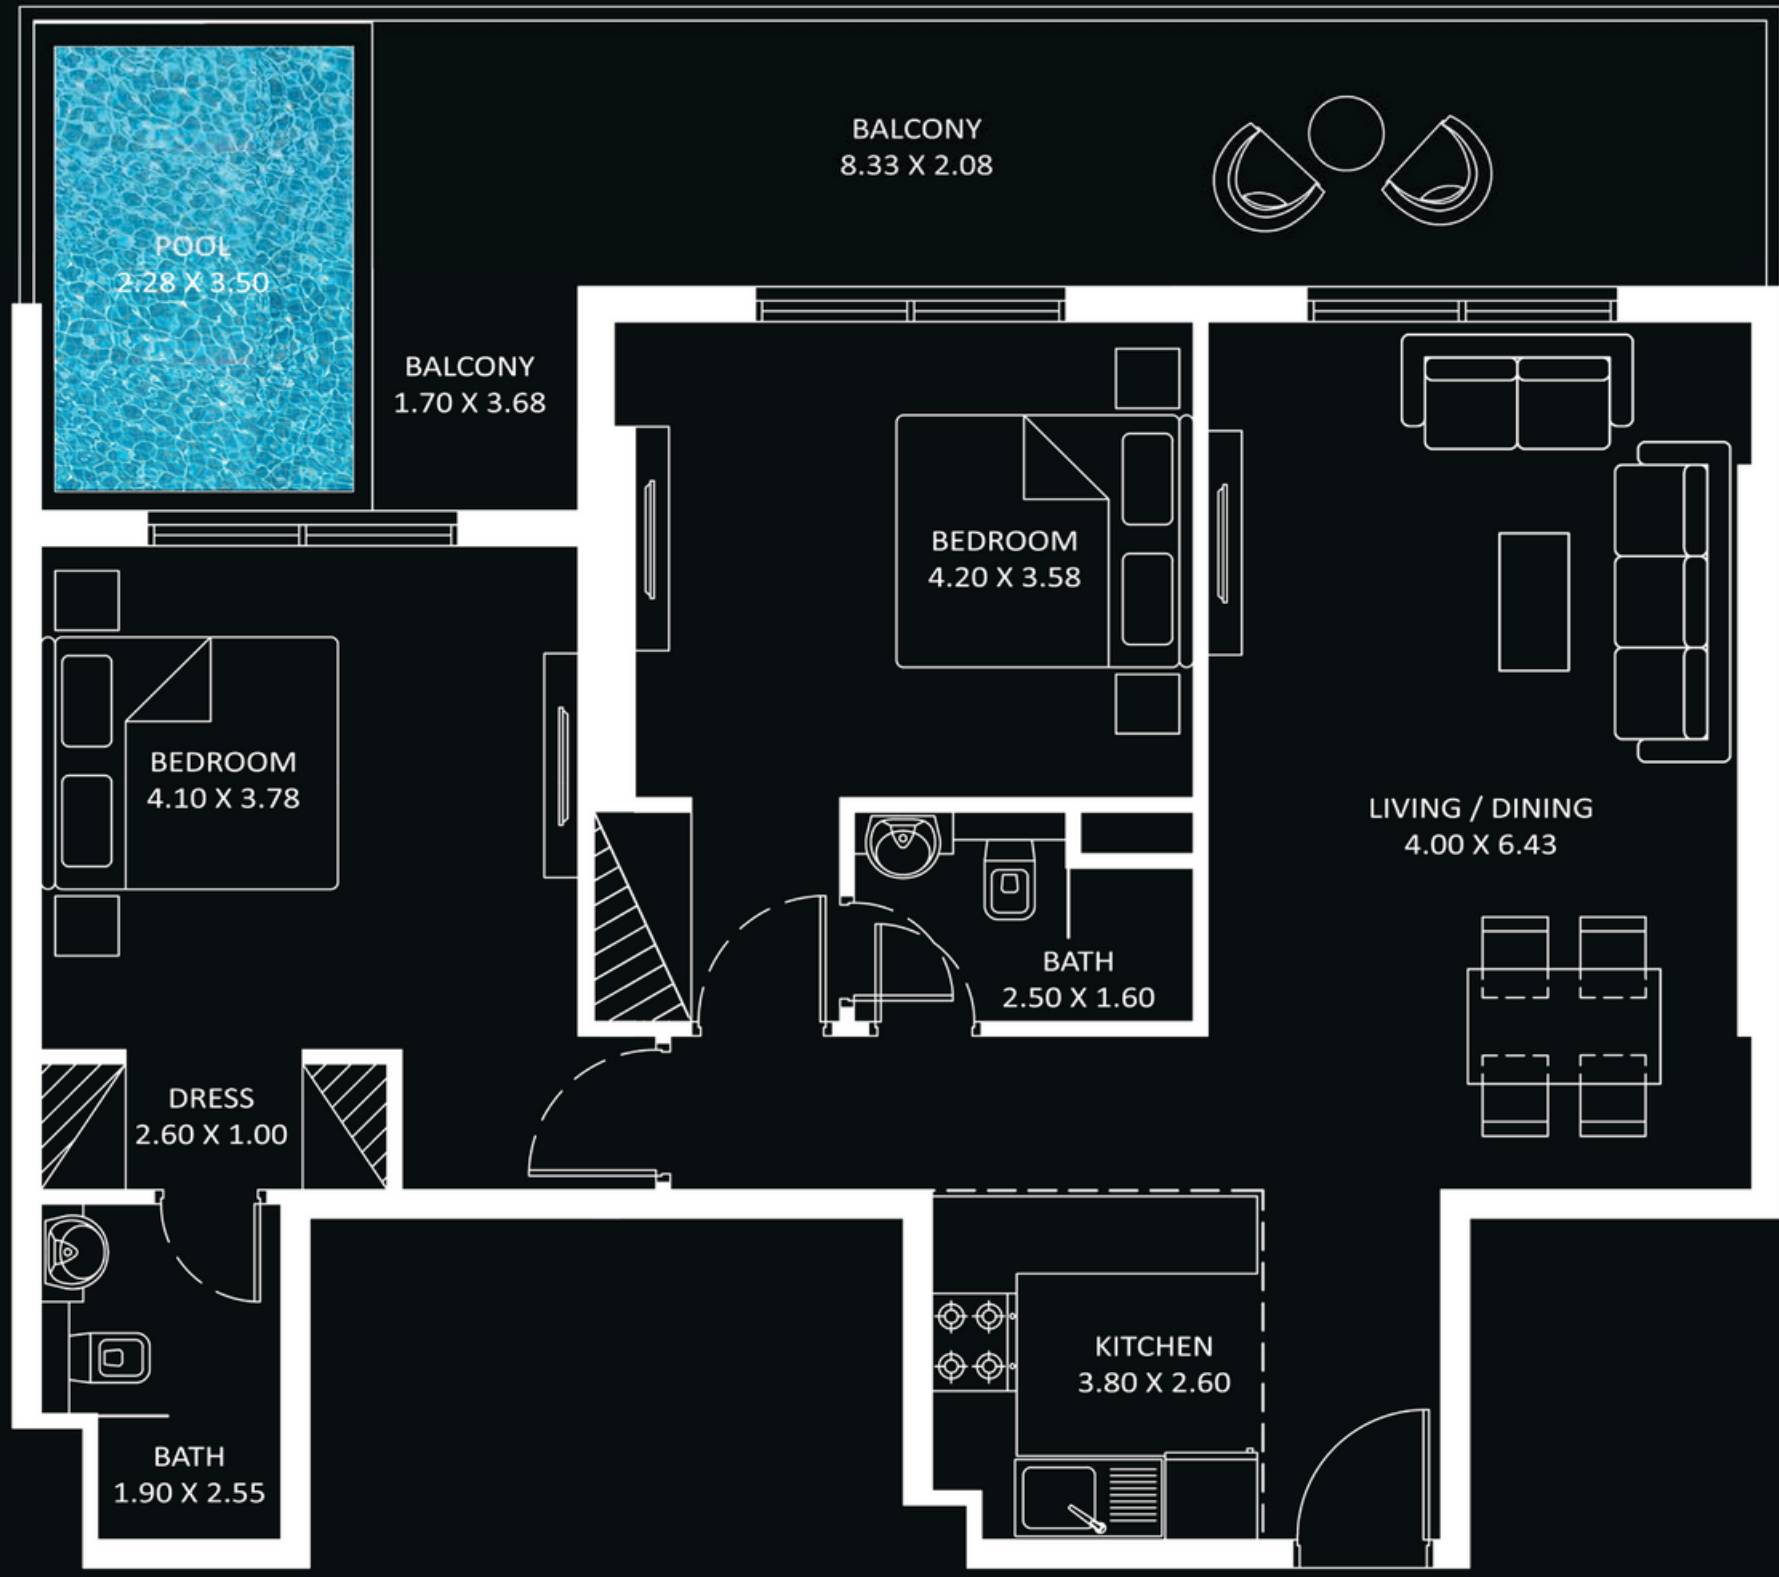 BALCONY
8.33 X 2.08
POOL
2.28 X 3.50
BALCONY
1.70 X 3.68
BEDROOM
4.20 X 3.58
BEDROOM
4.10 X 3.78
LIVING / DINING
4.00 X 6.43
BATH
2.50 X 1.60
DRESS
2.60 X 1.00
KITCHEN
3.80 X 2.60
BATH
1.90 X 2.55